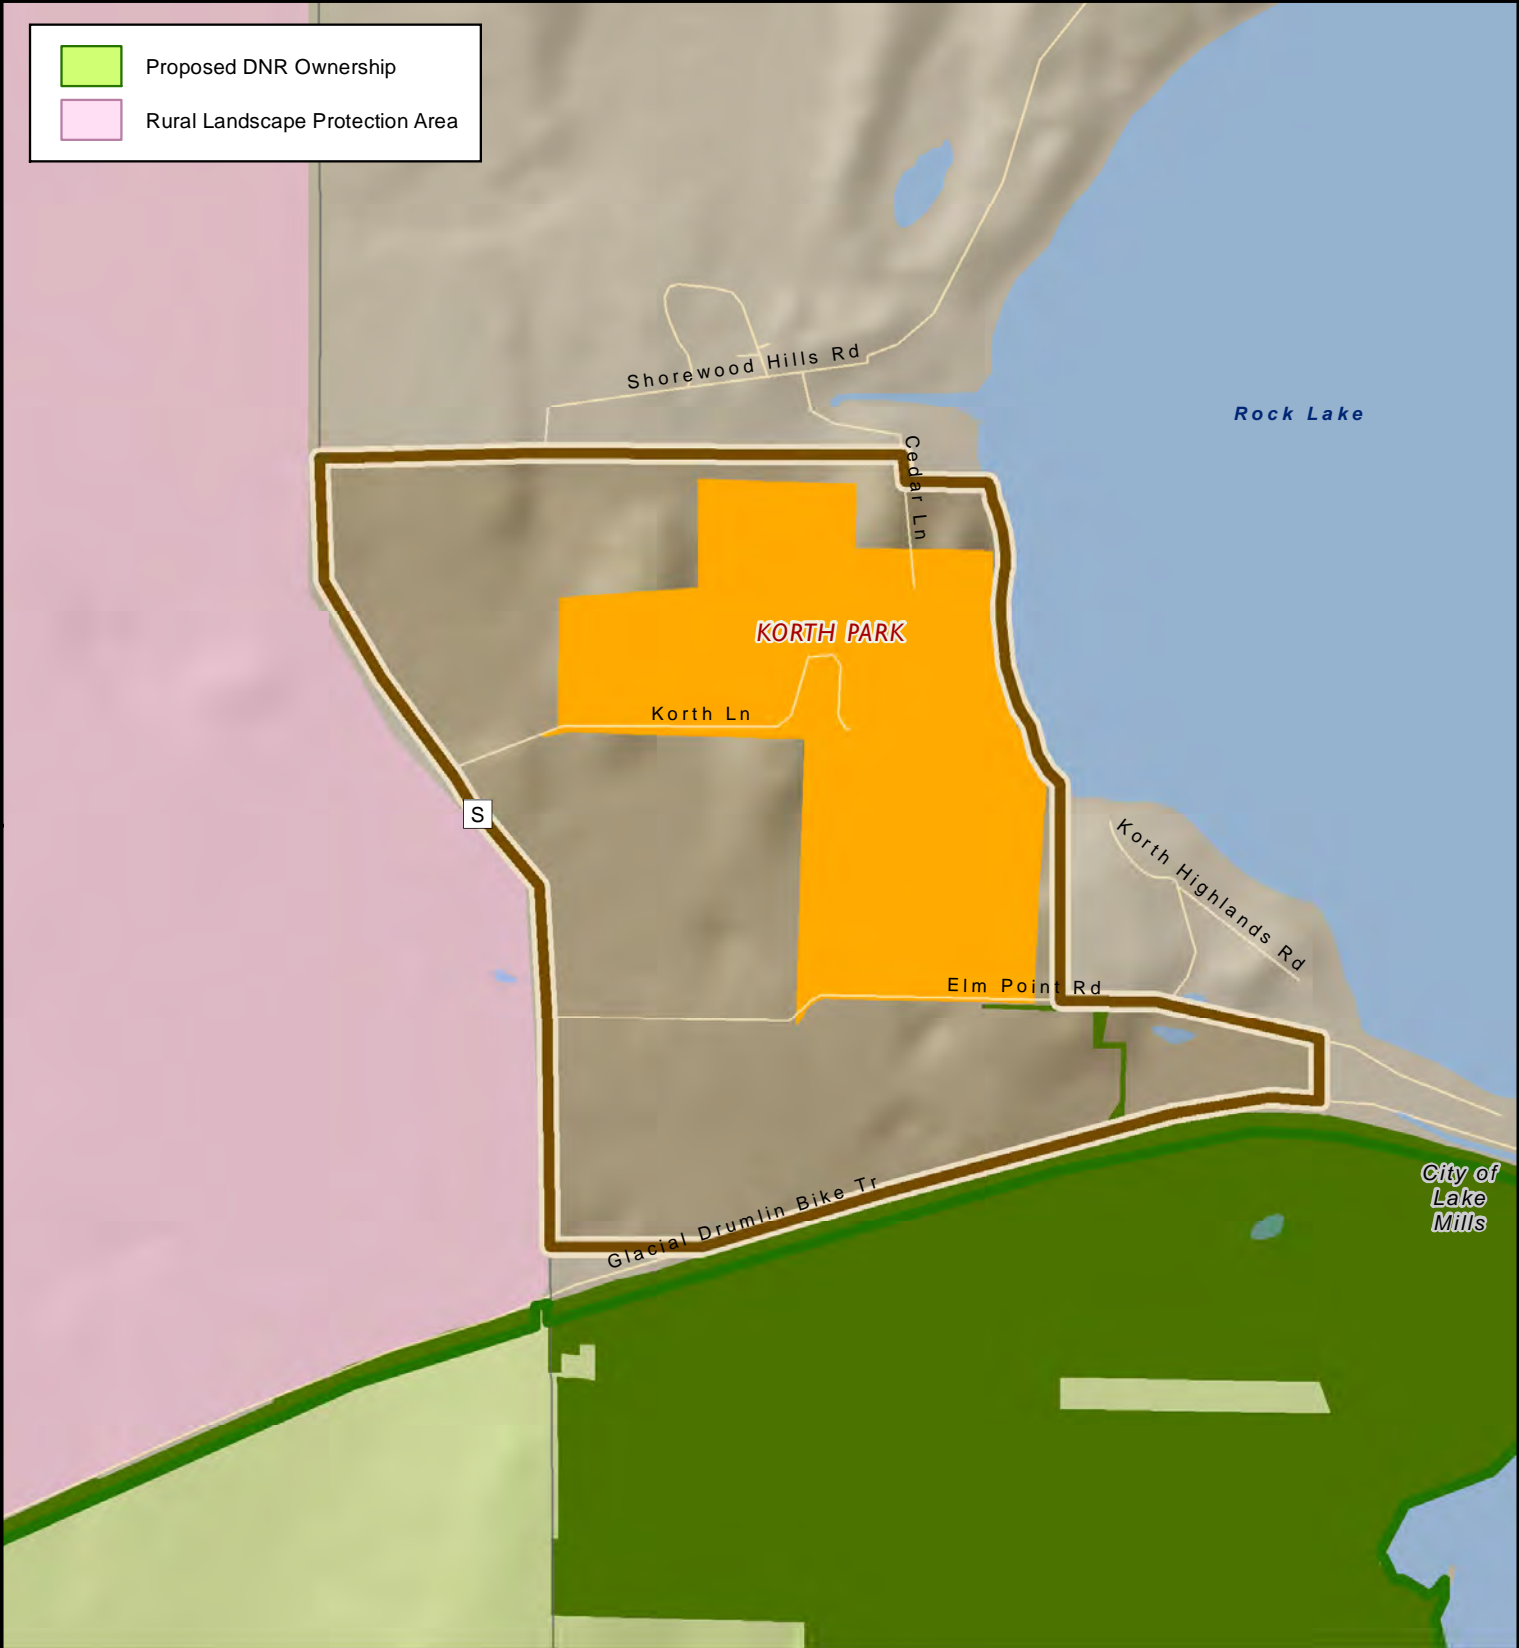 Proposed DNR Ownership
Rural Landscape Protection Area
Shorewood Hills Rd
Rock Lake
Cedar Ln
KORTH PARK
Korth Ln
S
Korth Highlands Rd
Elm Point Rd
Glacial Drumlin Bike Tr
City of
Lake
Mills